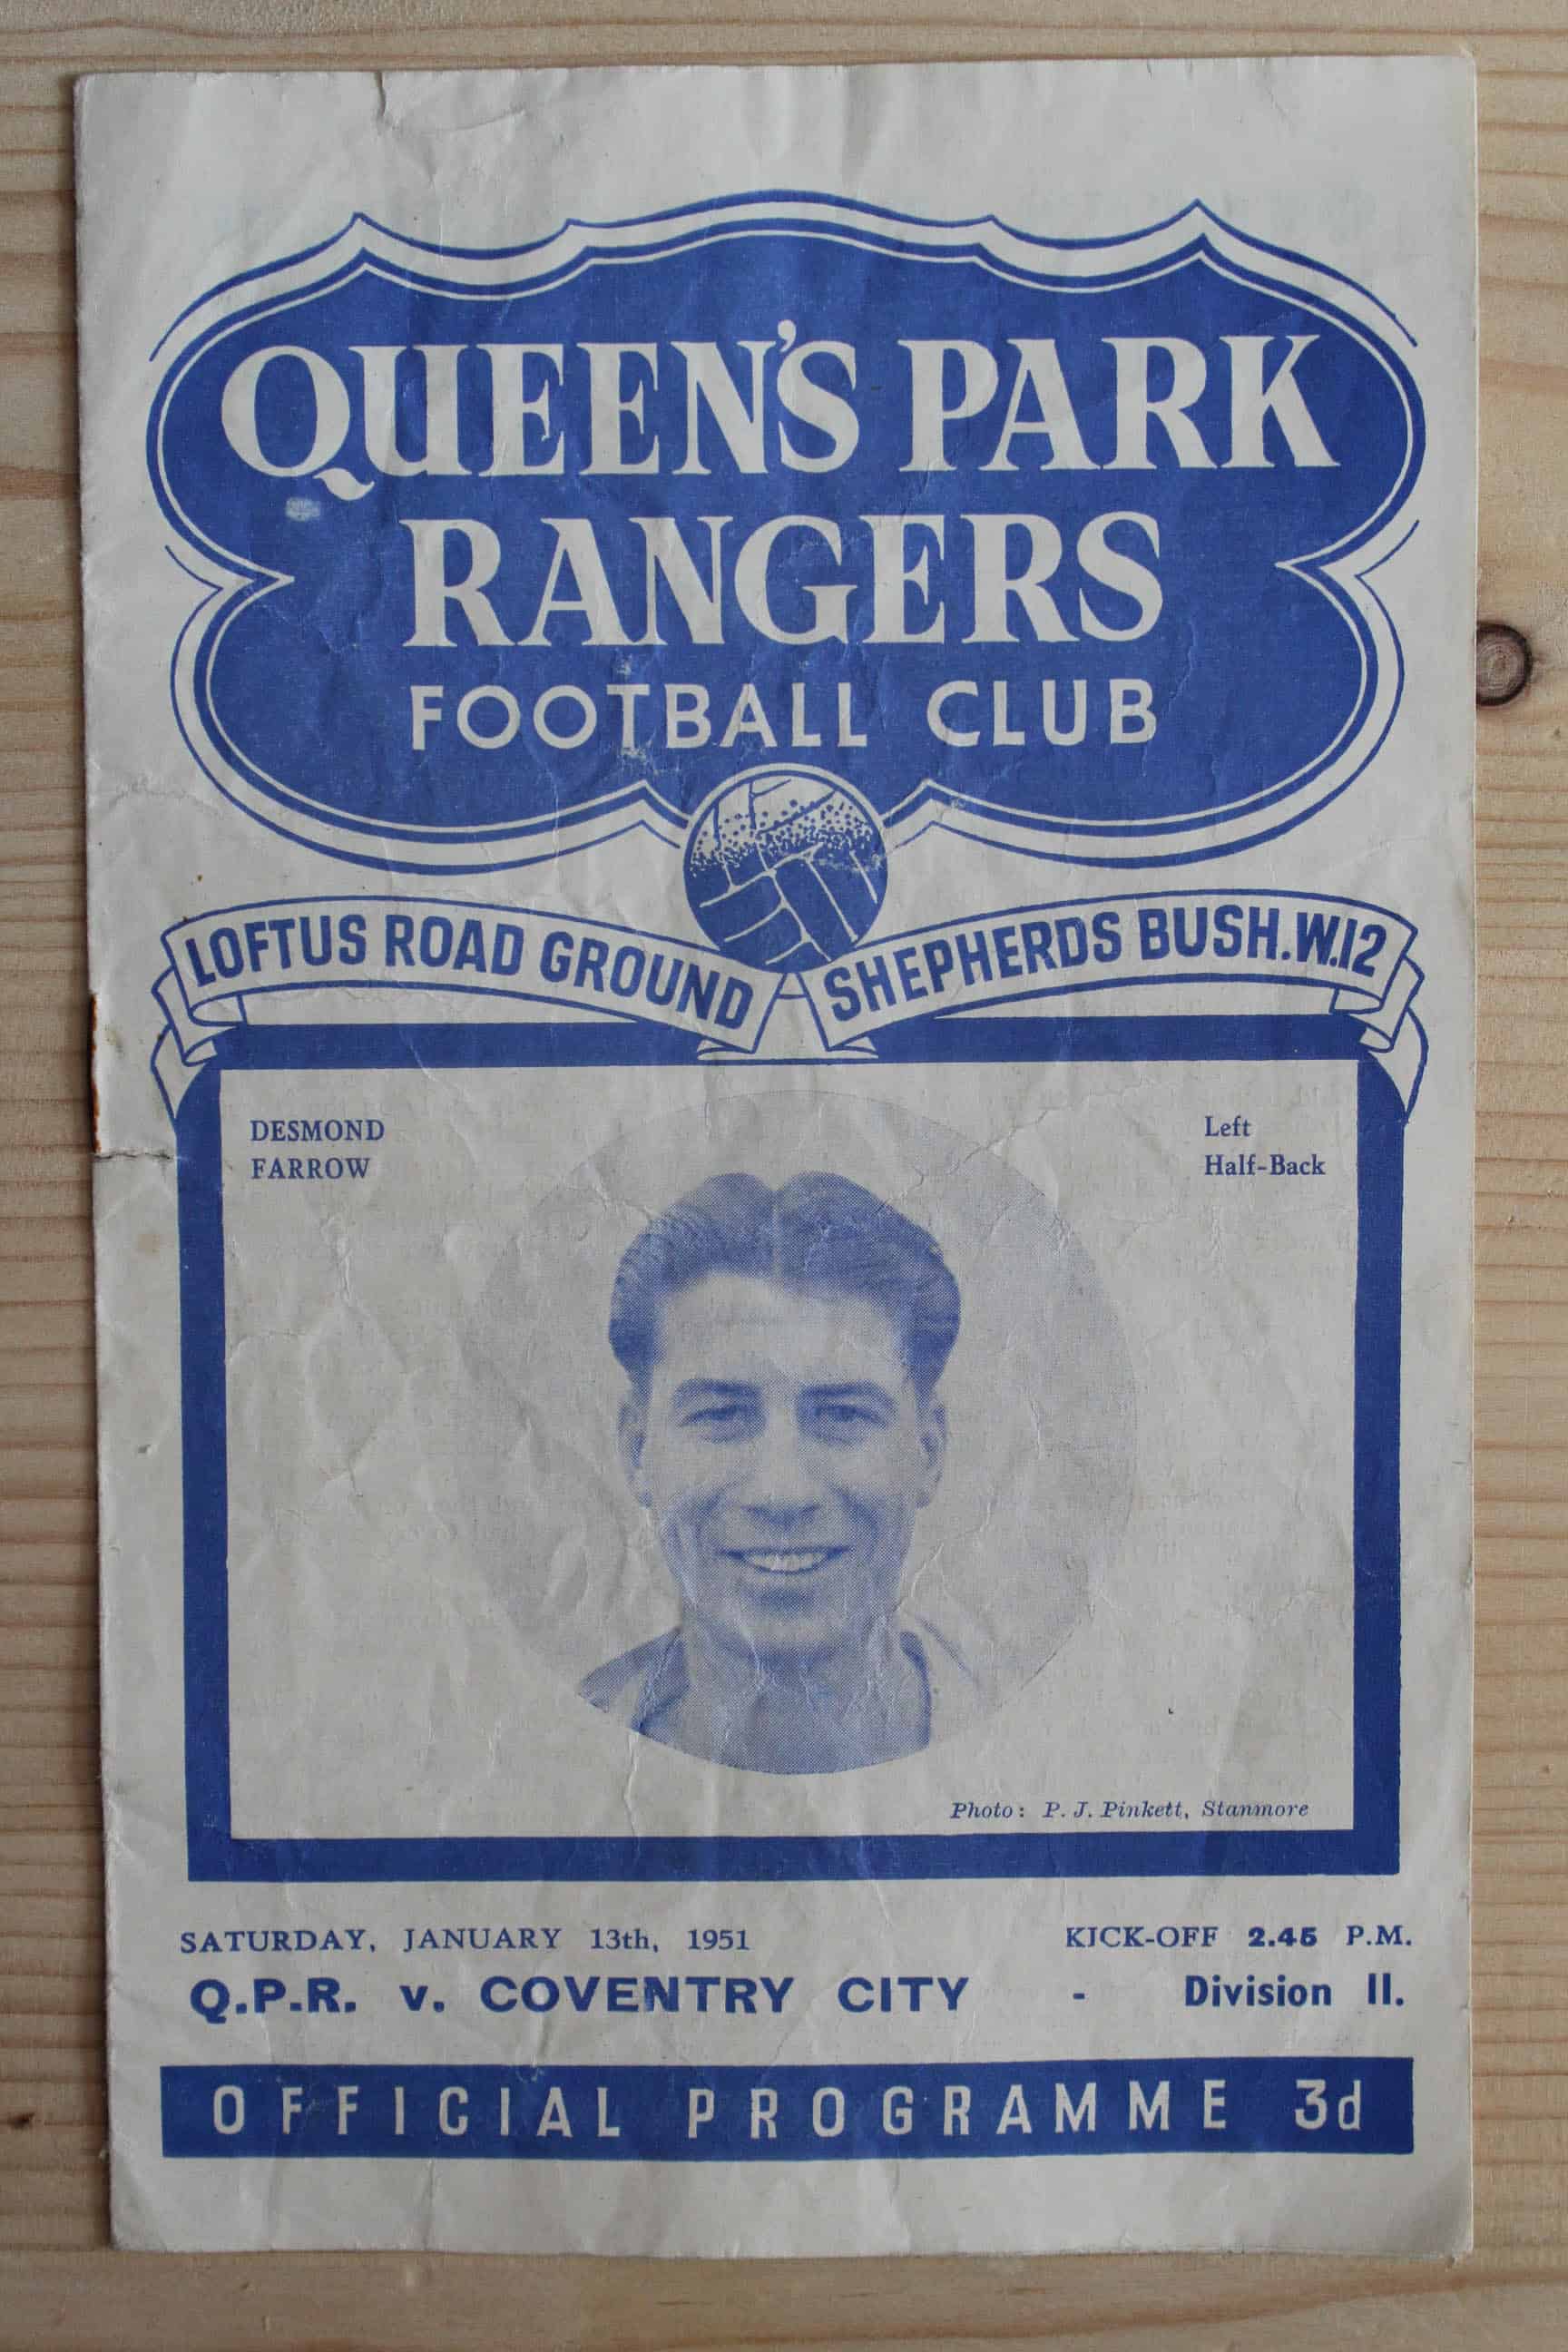 QUEEN'S PARK
RANGERS
FOOTBALL CLUB
LOFTUS ROAD GROUND SHEPHERDS BUSH.W.12
DESMOND
FARROW
Left
Half-Back
Photo: P. J. Pinkett, Stanmore
SATURDAY, JANUARY 13th, 1951 KICK-OFF 2.45 P.M.
Q.P.R. v. COVENTRY CITY - Division II.
OFFICIAL PROGRAMME 3d